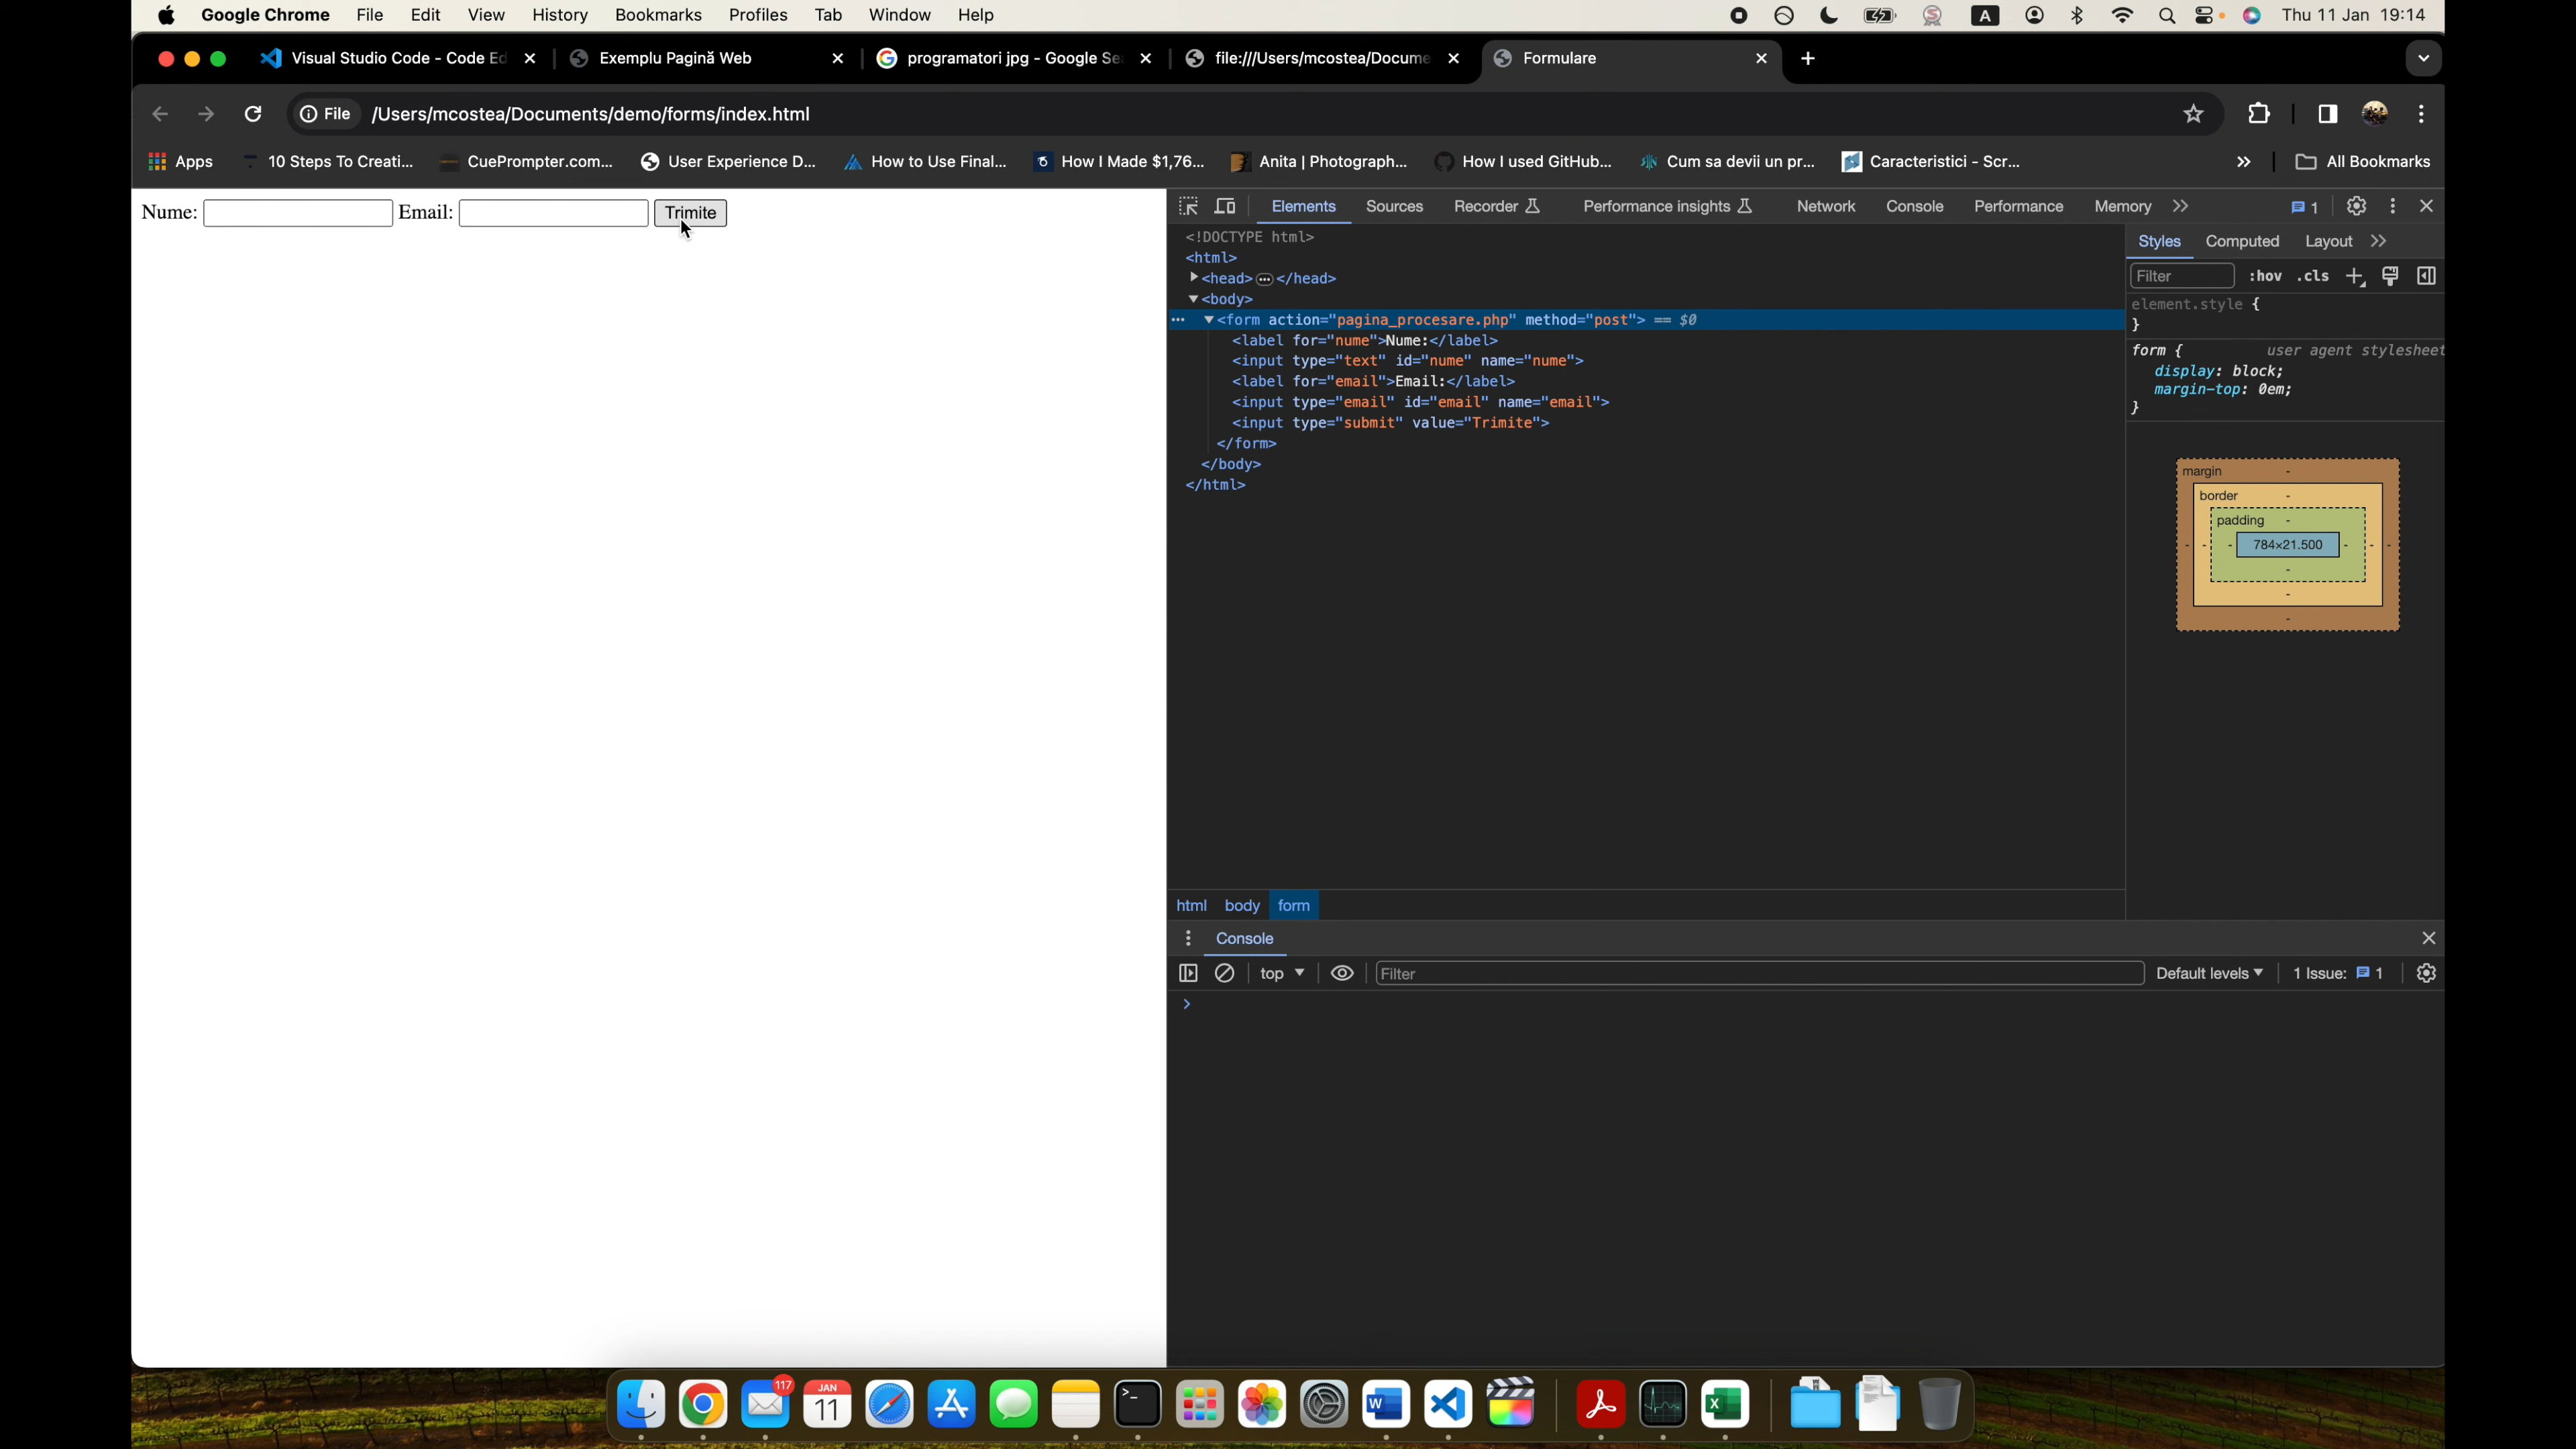 Google Chrome File Edit View History Bookmarks Profiles Tab Window Help A Thu 11 Jan 19:14
Visual Studio Code - Code Ed Exemplu Pagină Web programatori jpg - Google Se file:///Users/mcostea/Docume Formulare
File /Users/mcostea/Documents/demo/forms/index.html
Apps 10 Steps To Creati... CuePrompter.com... User Experience D... How to Use Final... How I Made $1,76... Anita | Photograph... How I used GitHub... Cum sa devii un pr... Caracteristici - Scr... All Bookmarks
Nume: Email: Trimite
Elements Sources Recorder Performance insights Network Console Performance Memory 1
<!DOCTYPE html>
<html>
<head> ... </head>
<body>
... <form action="pagina_procesare.php" method="post"> == $0
<label for="nume">Nume:</label>
<input type="text" id="nume" name="nume">
<label for="email">Email:</label>
<input type="email" id="email" name="email">
<input type="submit" value="Trimite">
</form>
</body>
</html>
Styles Computed Layout
Filter :hov .cls
element.style {
}
form { user agent stylesheet
display: block;
margin-top: 0em;
}
margin -
border -
padding -
- - - 784×21.500 - - -
-
-
-
html body form
Console
top Filter Default levels 1 Issue: 1
>
117
JAN
11